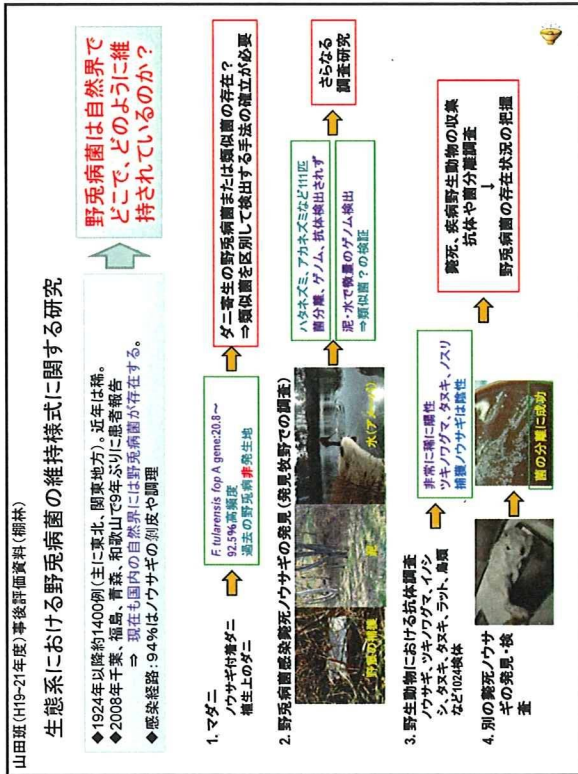 山田班(H19-21年度)事後評価資料(棚林)
生態系における野兎病菌の維持様式に関する研究
◆1924年以降約1400例(主に東北、関東地方)。近年は稀。
◆2008年千葉、福島、青森、和歌山で9年ぶりに患者報告
⇒ 現在も国内の自然界には野兎病菌が存在する。
◆感染経路:94%はノウサギの剥皮や調理
野兎病菌は自然界で
どこで、どのように維
持されているのか?
1. マダニ
ノウサギ付着ダニ
植生上のダニ
F. tularensis fop A gene:20.8~
92.5%高頻度
過去の野兎病非発生地
ダニ寄生の野兎病菌または類似菌の存在?
⇒類似菌を区別して検出する手法の確立が必要
2. 野兎病菌感染斃死ノウサギの発見(発見牧野での調査)
野鼠の捕獲
泥
水(アメーバ)
ハタネズミ、アカネズミなど111匹
菌分離、ゲノム、抗体検出されず
泥・水で微量のゲノム検出
⇒類似菌?の検証
さらなる
調査研究
3. 野生動物における抗体調査
ノウサギ、ツキノワグマ、イノシ
シ、タヌキ、タヌキ、ラット、鳥類
など1024検体
非常に稀に陽性
ツキノワグマ、タヌキ、ノスリ
捕獲ノウサギは陰性
斃死、疾病野生動物の収集
抗体や菌分離調査
↓
野兎病菌の存在状況の把握
4. 別の斃死ノウサ
ギの発見・検
査
菌の分離に成功